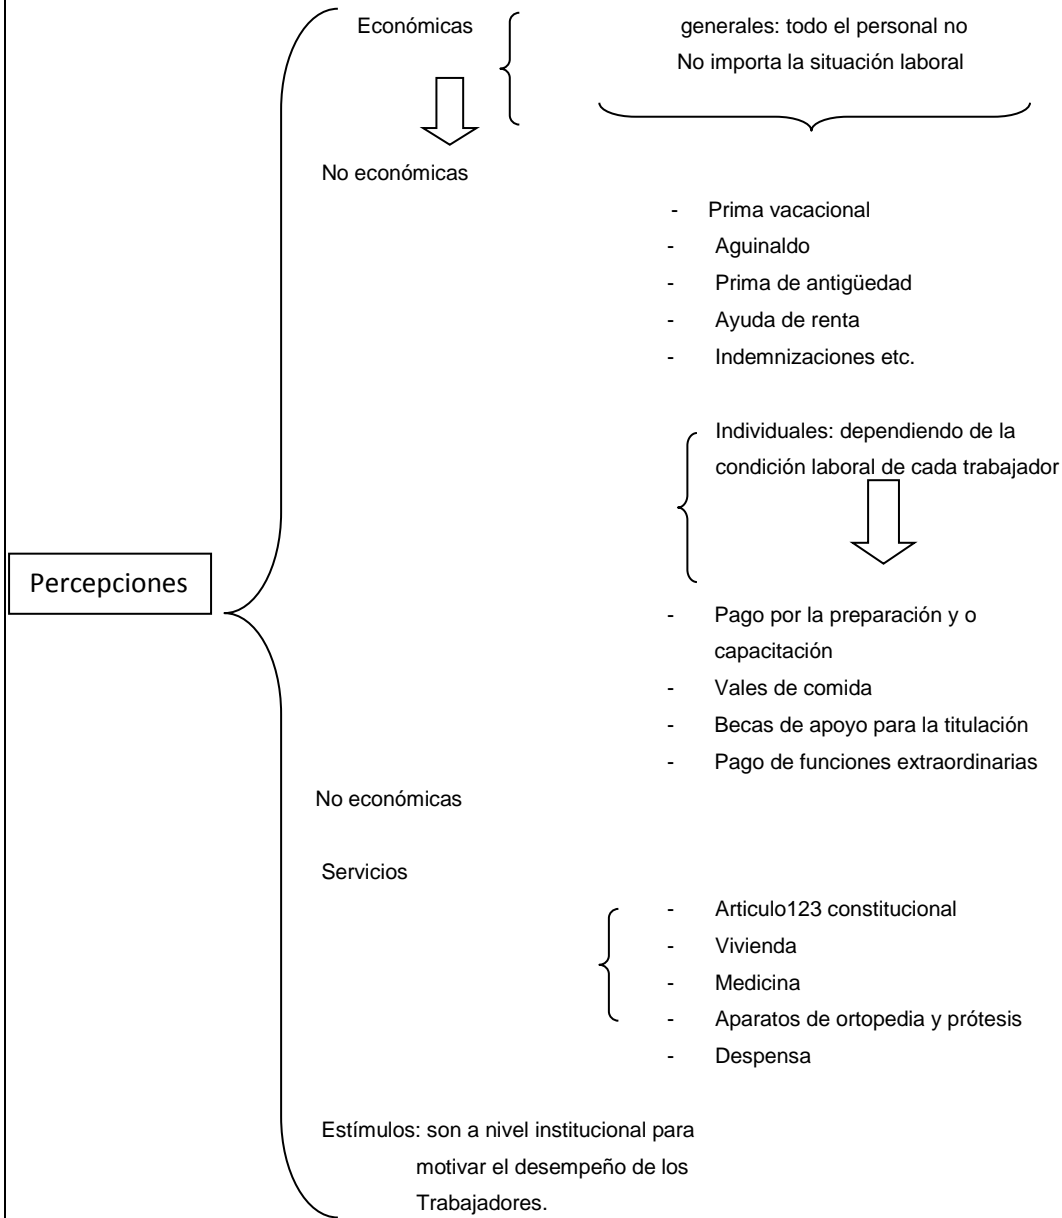 Económicas
generales: todo el personal no
No importa la situación laboral
No económicas
- Prima vacacional
- Aguinaldo
- Prima de antigüedad
- Ayuda de renta
- Indemnizaciones etc.
Individuales: dependiendo de la
condición laboral de cada trabajador
Percepciones
- Pago por la preparación y o
capacitación
- Vales de comida
- Becas de apoyo para la titulación
- Pago de funciones extraordinarias
No económicas
Servicios
- Articulo123 constitucional
- Vivienda
- Medicina
- Aparatos de ortopedia y prótesis
- Despensa
Estímulos: son a nivel institucional para
motivar el desempeño de los
Trabajadores.